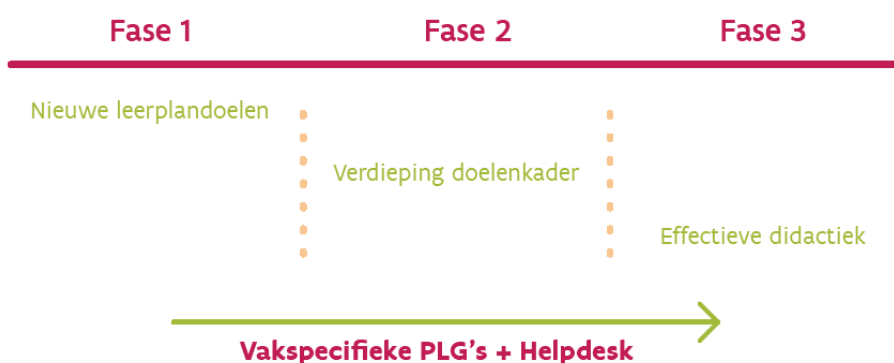 Fase 1
Fase 2
Fase 3
Nieuwe leerplandoelen
Verdieping doelenkader
Effectieve didactiek
Vakspecifieke PLG's + Helpdesk